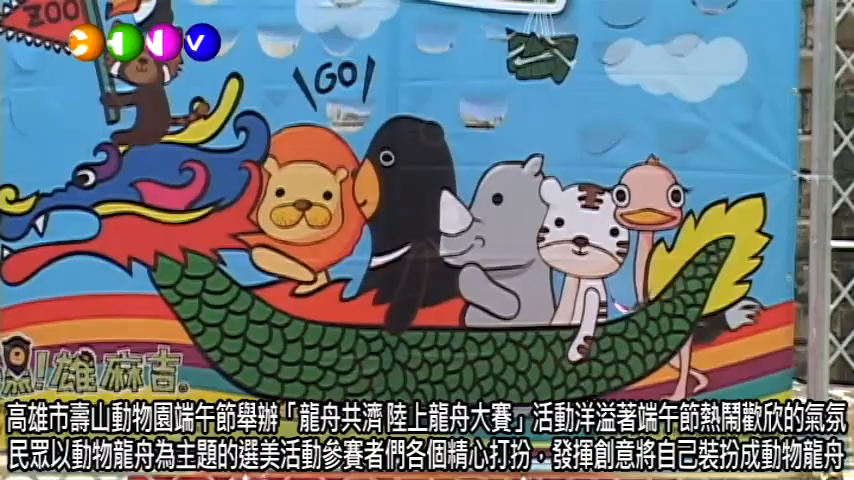 ZOO
CHNV
GO
!雄麻吉
高雄市壽山動物園端午節舉辦「龍舟共濟 陸上龍舟大賽」活動洋溢著端午節熱鬧歡欣的氣氛
民眾以動物龍舟為主題的選美活動參賽者們各個精心打扮，發揮創意將自己裝扮成動物龍舟